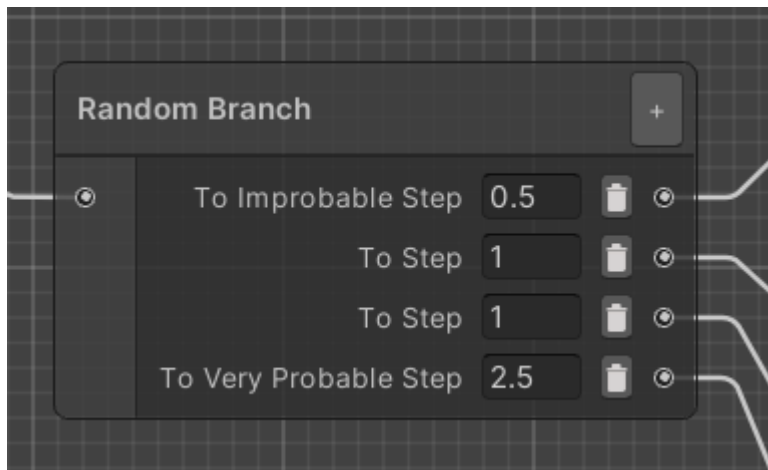 Random Branch +
To Improbable Step 0.5
To Step 1
To Step 1
To Very Probable Step 2.5